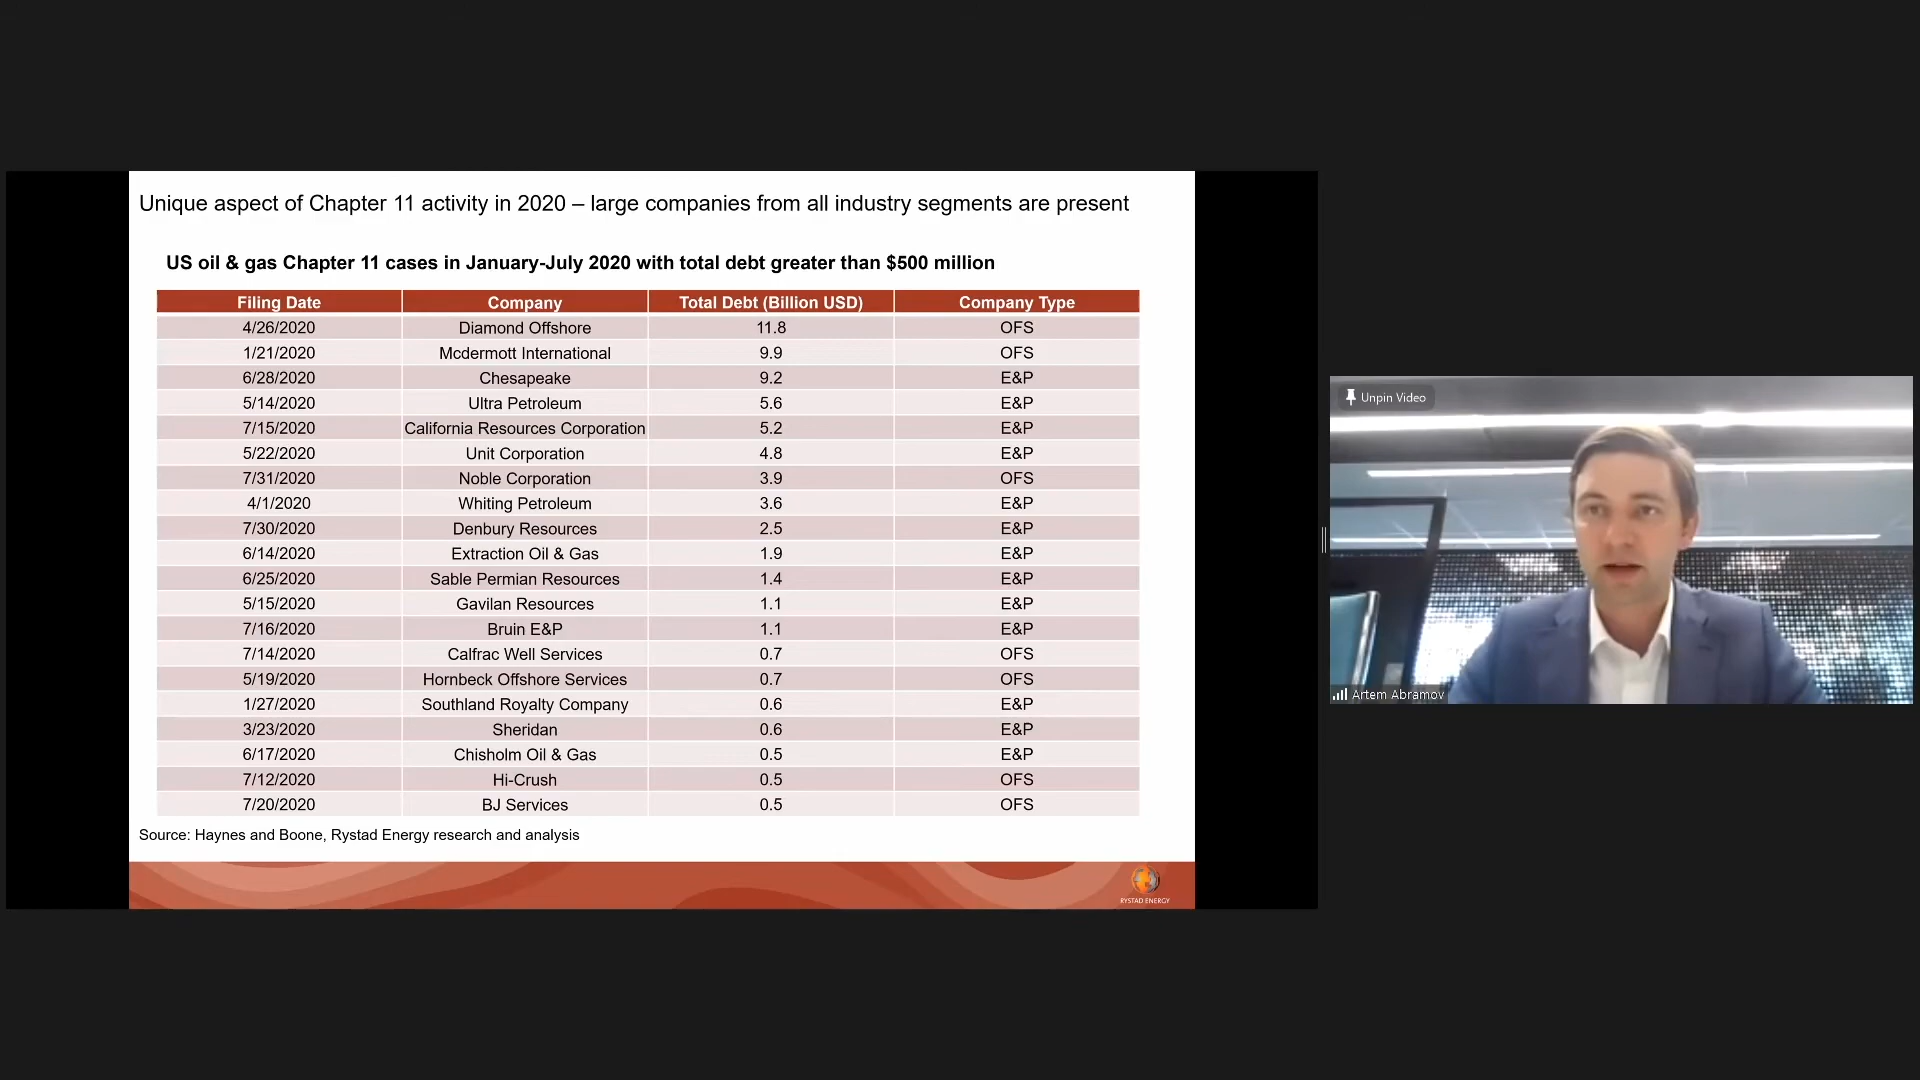 Unique aspect of Chapter 11 activity in 2020 – large companies from all industry segments are present
US oil & gas Chapter 11 cases in January-July 2020 with total debt greater than $500 million
Filing Date Company Total Debt (Billion USD) Company Type
4/26/2020 Diamond Offshore 11.8 OFS
1/21/2020 Mcdermott International 9.9 OFS
6/28/2020 Chesapeake 9.2 E&P
5/14/2020 Ultra Petroleum 5.6 E&P
7/15/2020 California Resources Corporation 5.2 E&P
5/22/2020 Unit Corporation 4.8 E&P
7/31/2020 Noble Corporation 3.9 OFS
4/1/2020 Whiting Petroleum 3.6 E&P
7/30/2020 Denbury Resources 2.5 E&P
6/14/2020 Extraction Oil & Gas 1.9 E&P
6/25/2020 Sable Permian Resources 1.4 E&P
5/15/2020 Gavilan Resources 1.1 E&P
7/16/2020 Bruin E&P 1.1 E&P
7/14/2020 Calfrac Well Services 0.7 OFS
5/19/2020 Hornbeck Offshore Services 0.7 OFS
1/27/2020 Southland Royalty Company 0.6 E&P
3/23/2020 Sheridan 0.6 E&P
6/17/2020 Chisholm Oil & Gas 0.5 E&P
7/12/2020 Hi-Crush 0.5 OFS
7/20/2020 BJ Services 0.5 OFS
Source: Haynes and Boone, Rystad Energy research and analysis
RYSTAD ENERGY
Unpin Video
Artem Abramov